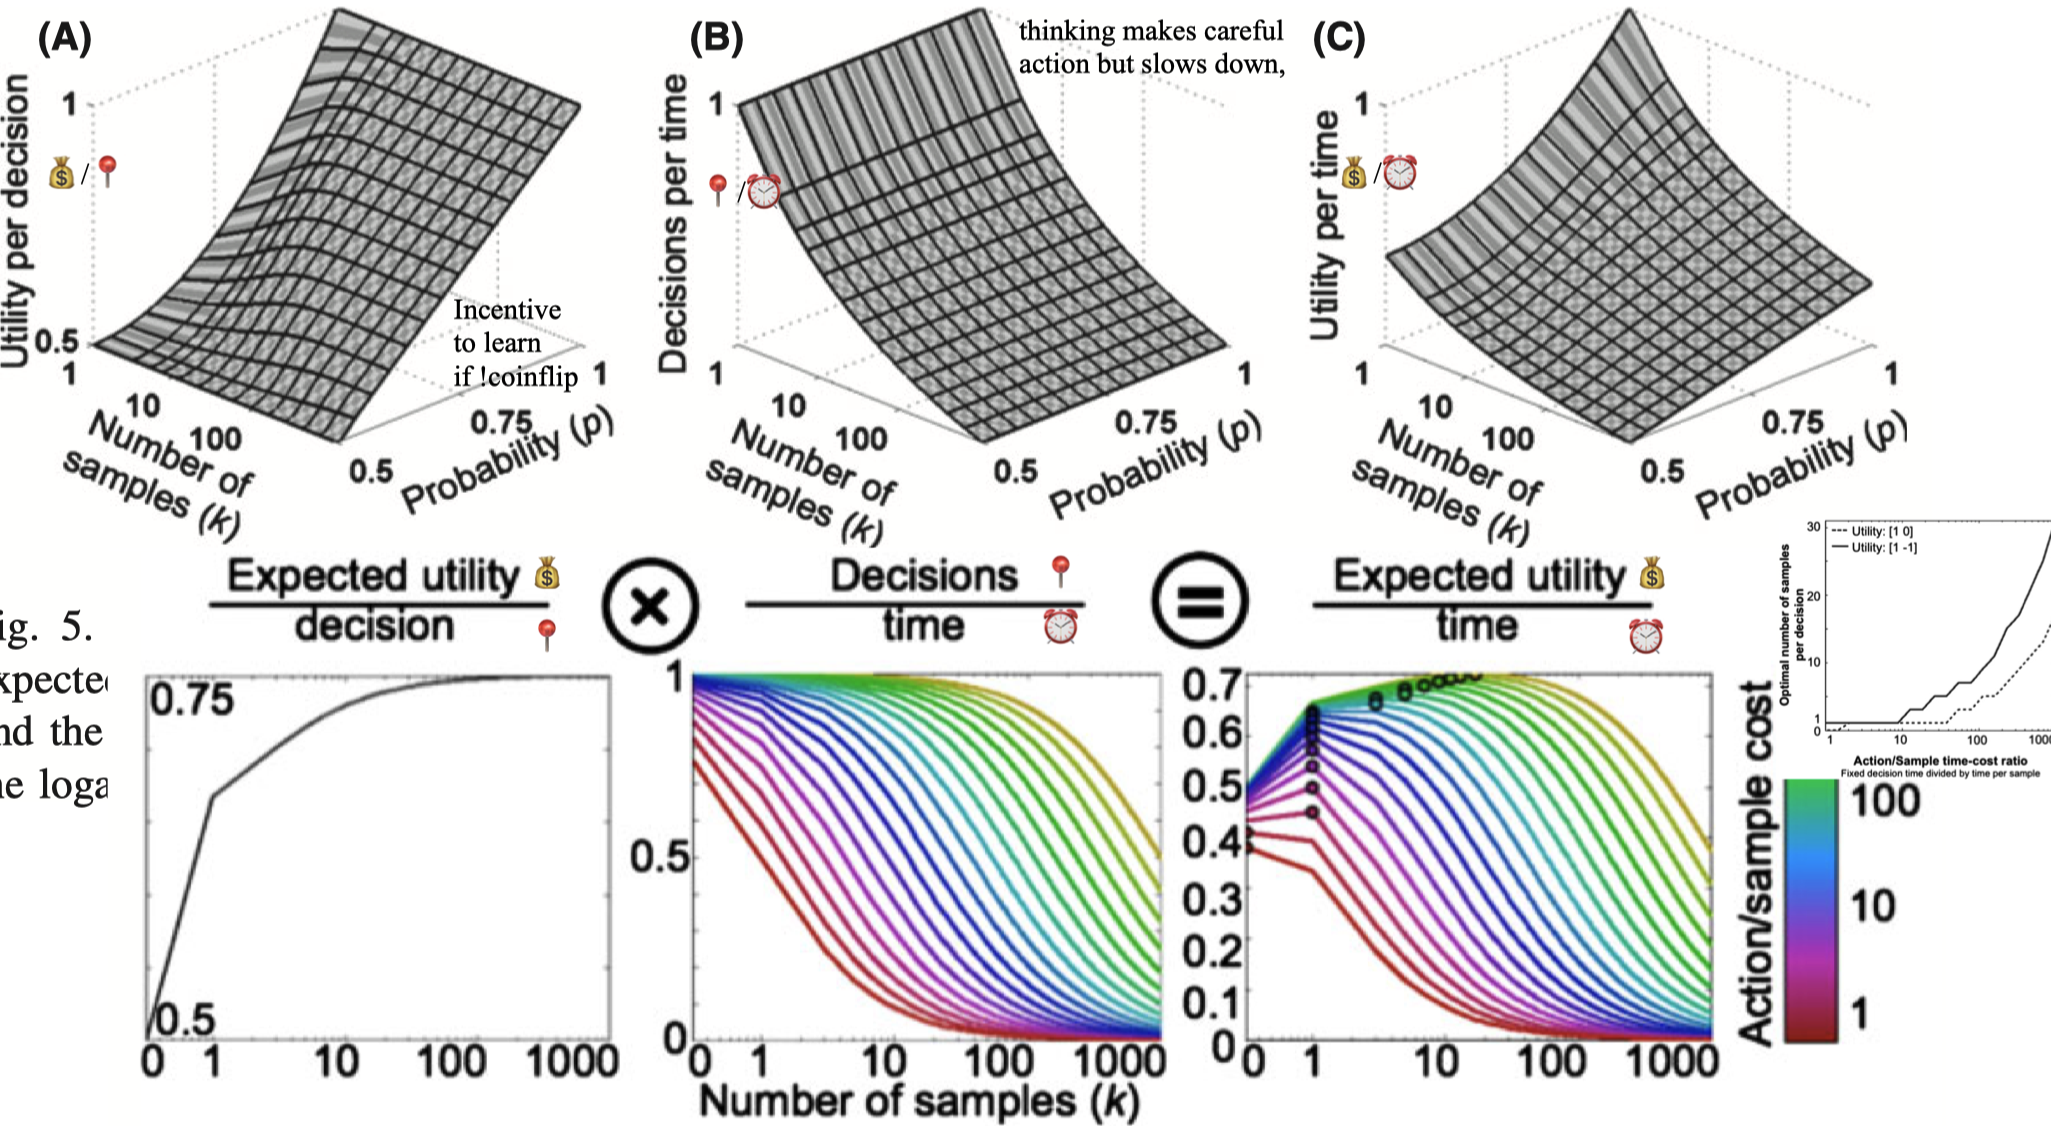 (A)
Utility per decision
1
0.5
💰/📍
1
10
100
Number of
samples (k)
0.5
0.75
1
Probability (p)
Incentive
to learn
if !coinflip
(B)
Decisions per time
1
📍/⏰
1
10
100
Number of
samples (k)
0.5
0.75
1
Probability (p)
thinking makes careful
action but slows down,
(C)
Utility per time
1
💰/⏰
1
10
100
Number of
samples (k)
0.5
0.75
1
Probability (p)
Expected utility 💰
decision 📍
×
Decisions 📍
time ⏰
=
Expected utility 💰
time ⏰
ig. 5.
xpected
nd the
ne loga
0.75
0.5
0 1 10 100 1000
1
0.5
0
0 1 10 100 1000
Number of samples (k)
0.7
0.6
0.5
0.4
0.3
0.2
0.1
0
0 1 10 100 1000
Action/sample cost
100
10
1
Optimal number of samples
per decision
30
20
10
1
0
Utility: [1 0]
Utility: [1 -1]
1 10 100 1000
Action/Sample time-cost ratio
Fixed decision time divided by time per sample